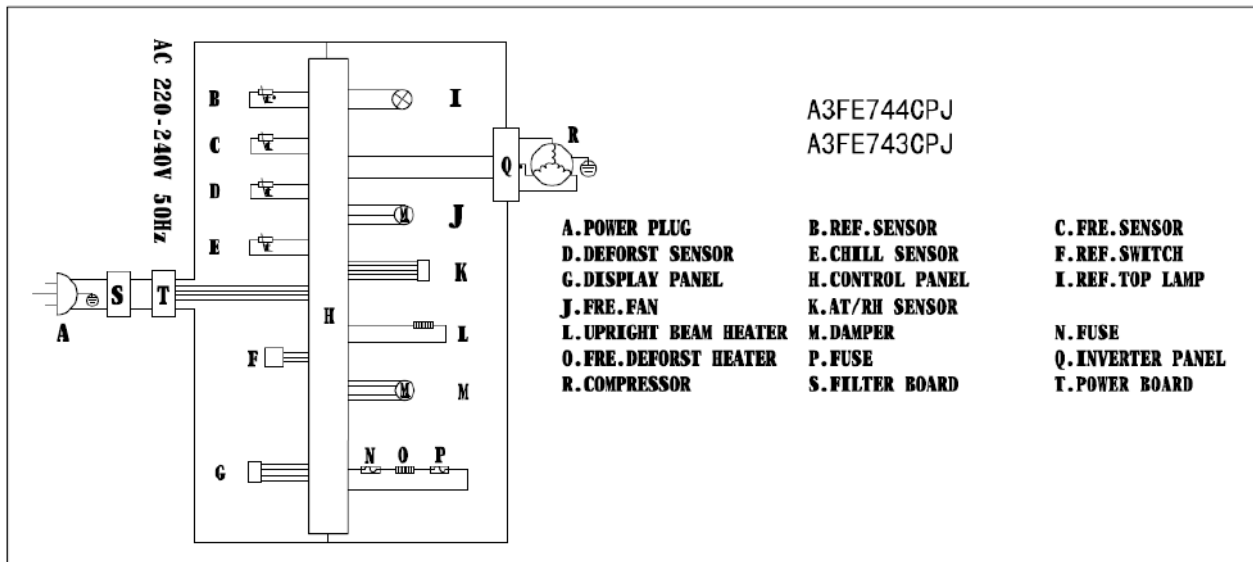 AC 220-240V 50Hz
B
I
C
Q
R
D
J
E
K
A
S
T
H
L
F
M
G
N O P
M
M
A3FE744CPJ
A3FE743CPJ
A.POWER PLUG B.REF.SENSOR C.FRE.SENSOR
D.DEFORST SENSOR E.CHILL SENSOR F.REF.SWITCH
G.DISPLAY PANEL H.CONTROL PANEL I.REF.TOP LAMP
J.FRE.FAN K.AT/RH SENSOR
L.UPRIGHT BEAM HEATER M.DAMPER N.FUSE
O.FRE.DEFORST HEATER P.FUSE Q.INVERTER PANEL
R.COMPRESSOR S.FILTER BOARD T.POWER BOARD